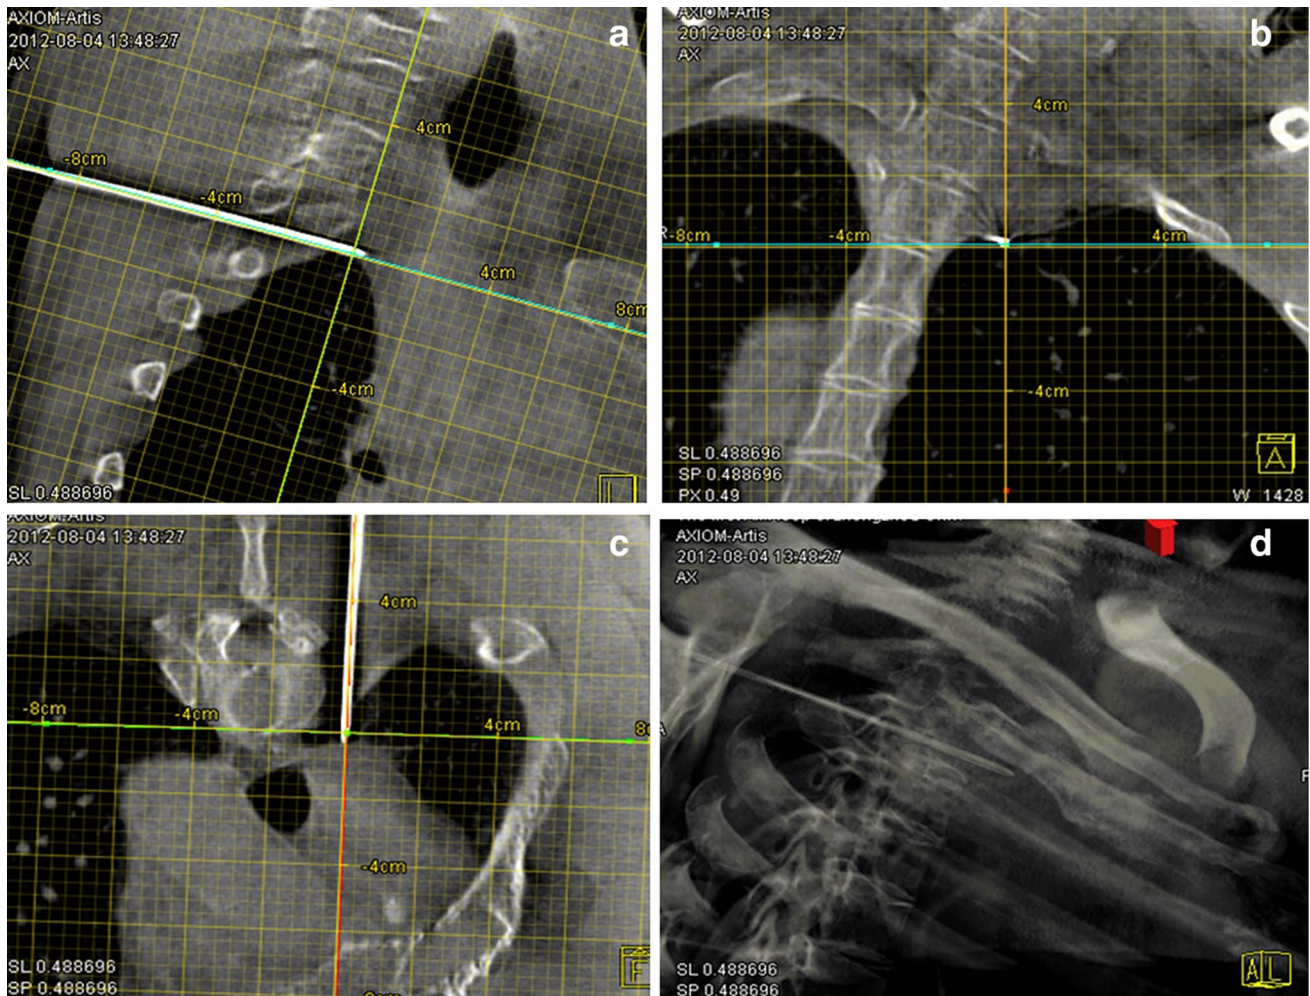 AXIOM-Artis
2012-08-04 13:48:27
AX
a
4cm
-8cm
-4cm
4cm
8cm
-4cm
SL 0.488696
L
AXIOM-Artis
2012-08-04 13:48:27
AX
b
4cm
R
-8cm
-4cm
4cm
-4cm
SL 0.488696
SP 0.488696
PX 0.49
A
W 1428
AXIOM-Artis
2012-08-04 13:48:27
AX
c
4cm
-8cm
-4cm
4cm
-4cm
SL 0.488696
SP 0.488696
F
AXIOM-Artis
2012-08-04 13:48:27
AX
d
SL 0.488696
SP 0.488696
A L